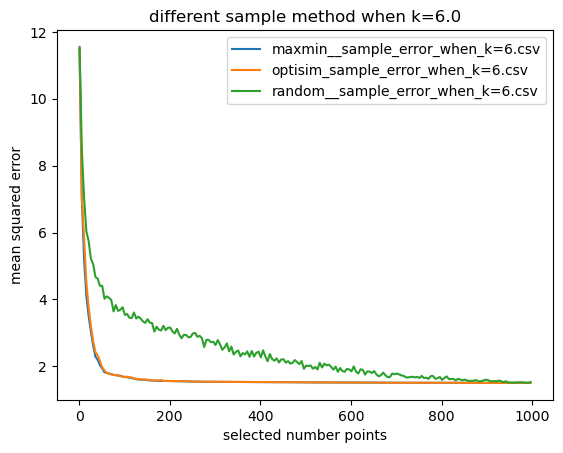 different sample method when k=6.0
maxmin__sample_error_when_k=6.csv
optisim_sample_error_when_k=6.csv
random__sample_error_when_k=6.csv
mean squared error
12
10
8
6
4
2
0
200
400
600
800
1000
selected number points